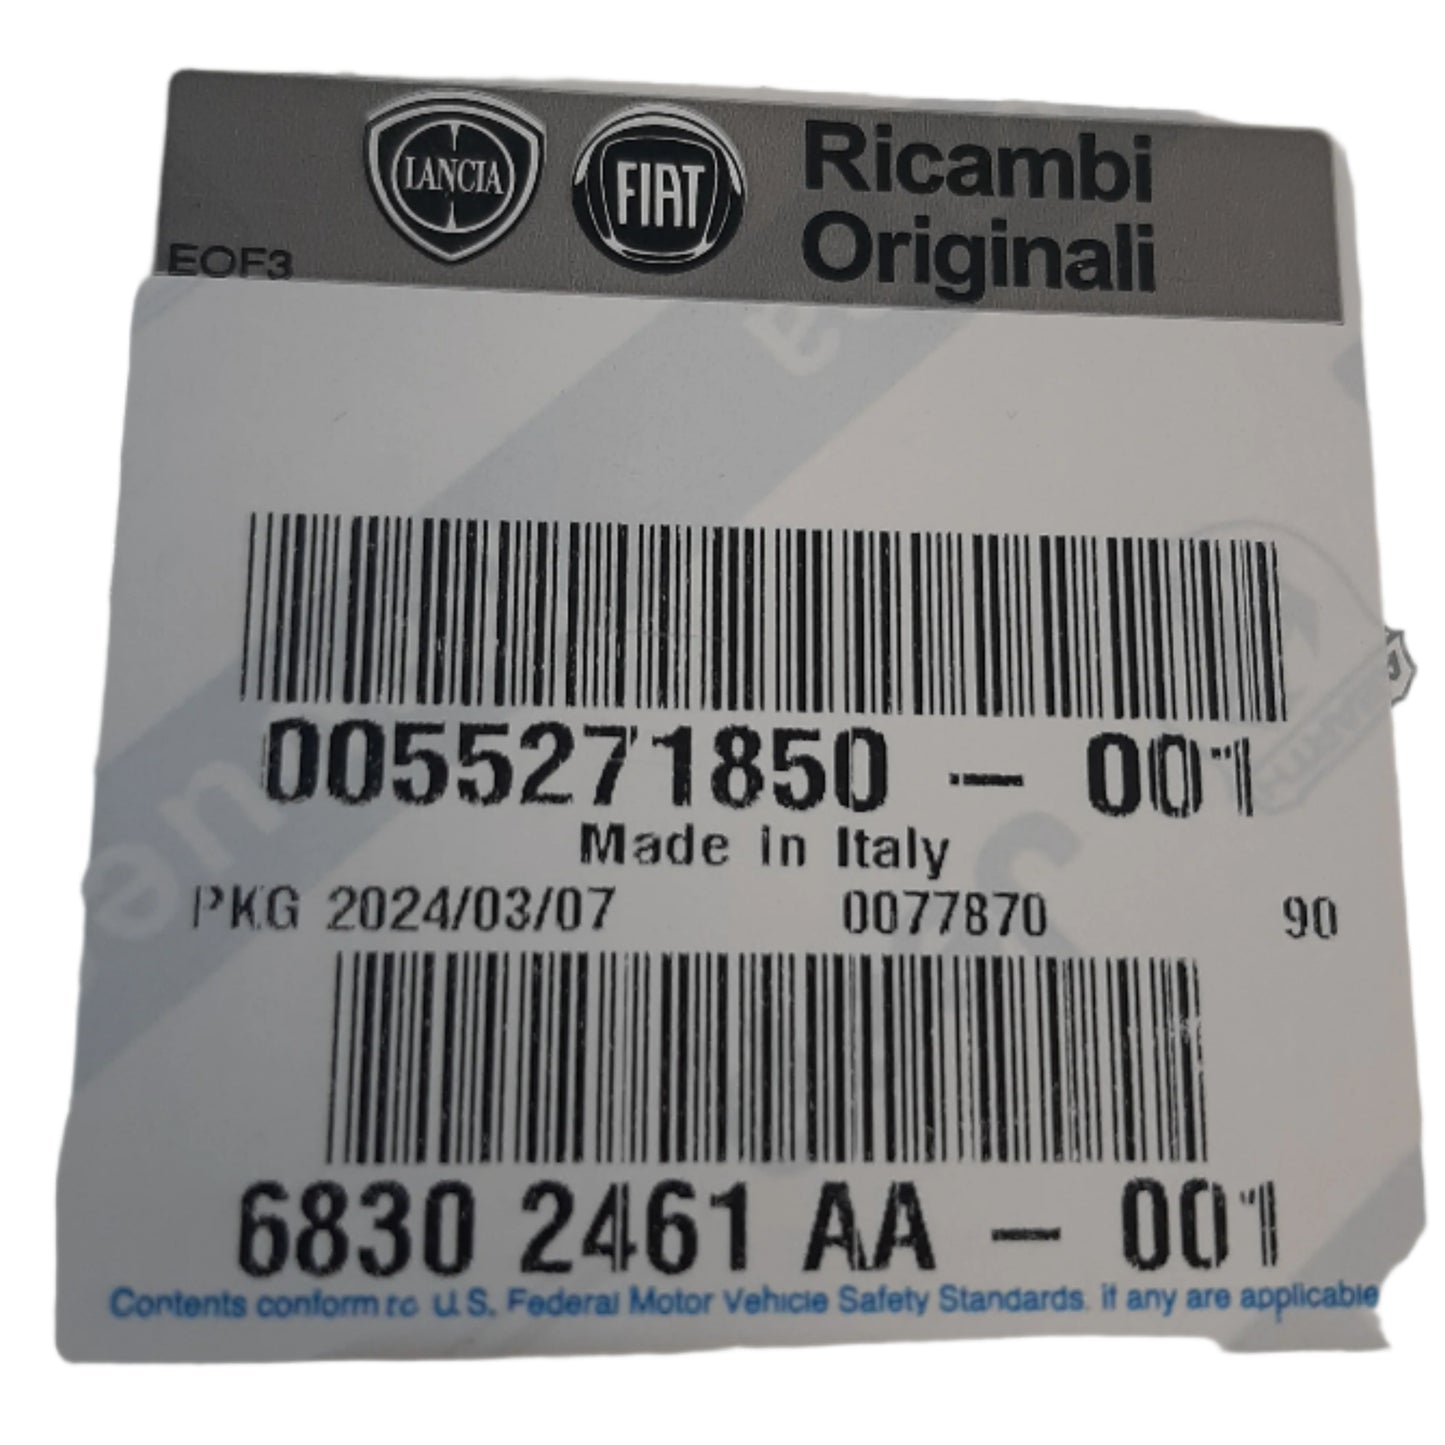 LANCIA FIAT Ricambi
Originali
EOF3
0055271850 - 001
Made in Italy
PKG 2024/03/07 0077870 90
6830 2461 AA - 001
Contents conform to U.S. Federal Motor Vehicle Safety Standards. If any are applicable